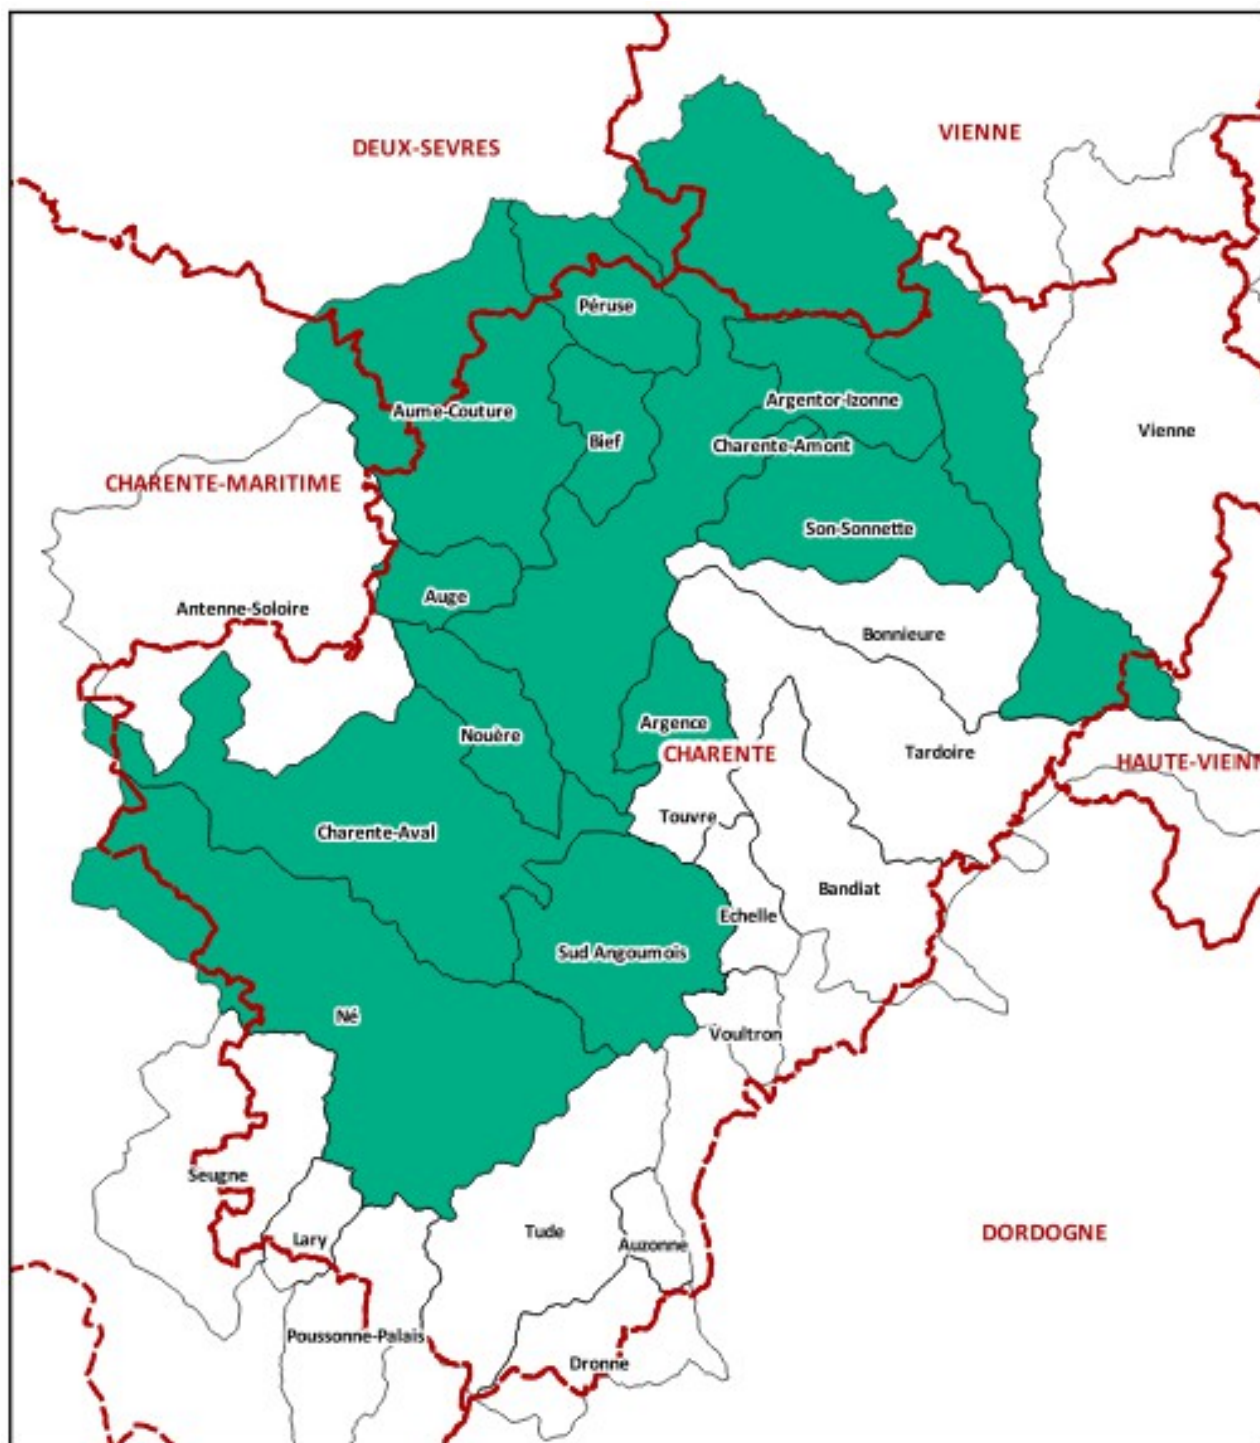 VIENNE
DEUX-SEVRES
Péruse
Argentor-Izonne
Aume-Couture
Vienne
Bief
Charente-Amont
CHARENTE-MARITIME
Son-Sonnette
Auge
Antenne-Soloire
Bonnieure
Argence
Nouère
CHARENTE
Tardoire
HAUTE-VIENN
Touvre
Charente-Aval
Bandiat
Echelle
Sud Angoumois
Né
Voultron
Seugne
Tude
DORDOGNE
Lary
Auzonne
Poussonne-Palais
Dronne